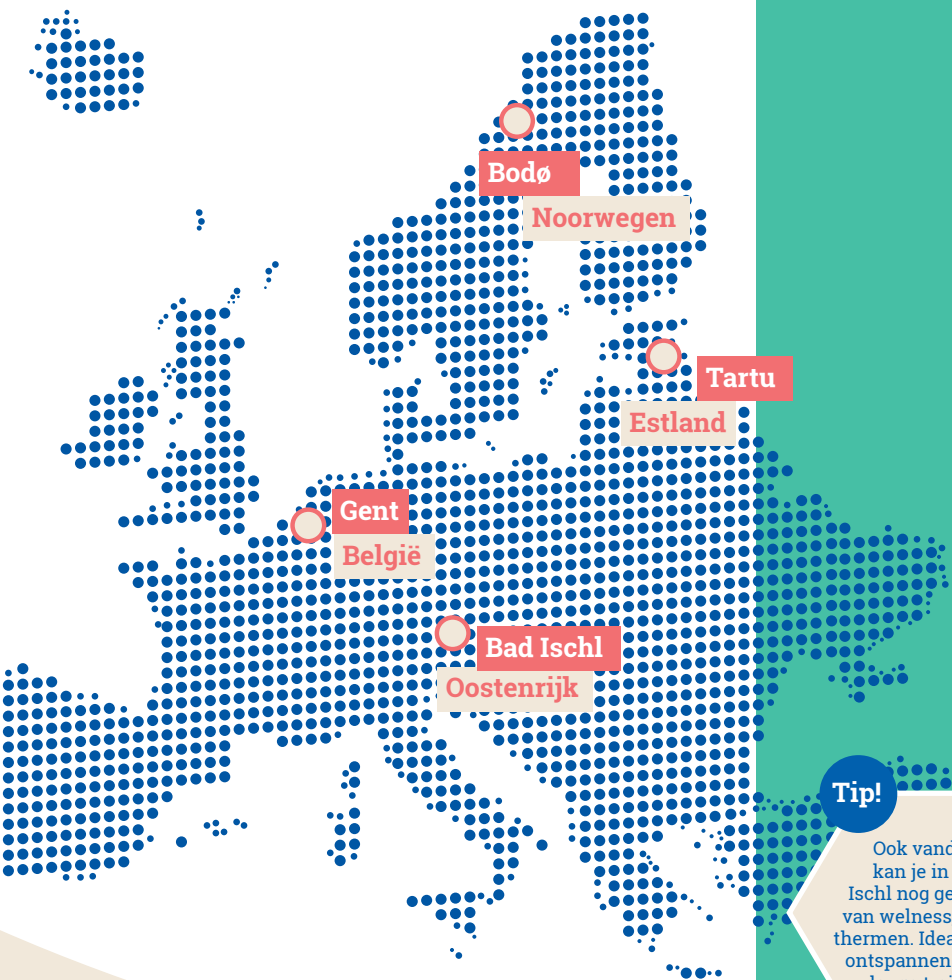 Bodø
Noorwegen
Tartu
Estland
Gent
België
Bad Ischl
Oostenrijk
Tip!
Ook vand
kan je in
Ischl nog ge
van welness
thermen. Idea
ontspannen